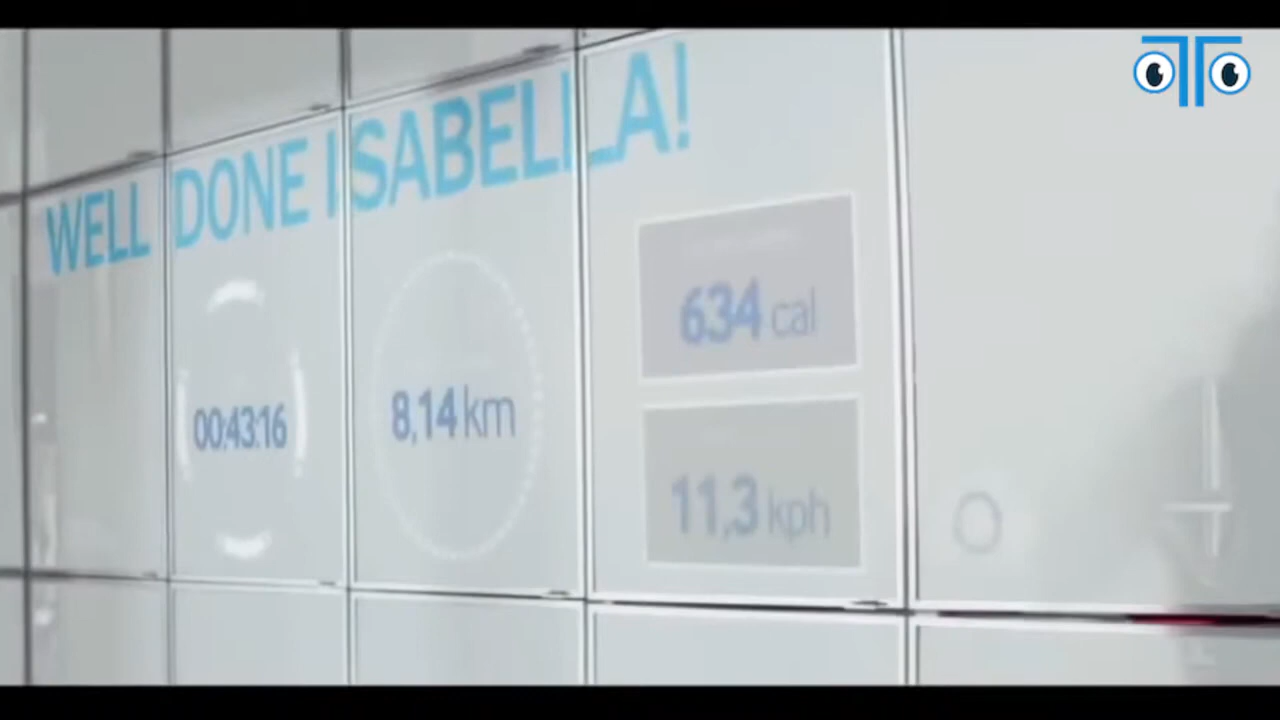 WELL DONE ISABELLA!
634 cal
00:43:16
8,14 km
11,3 kph